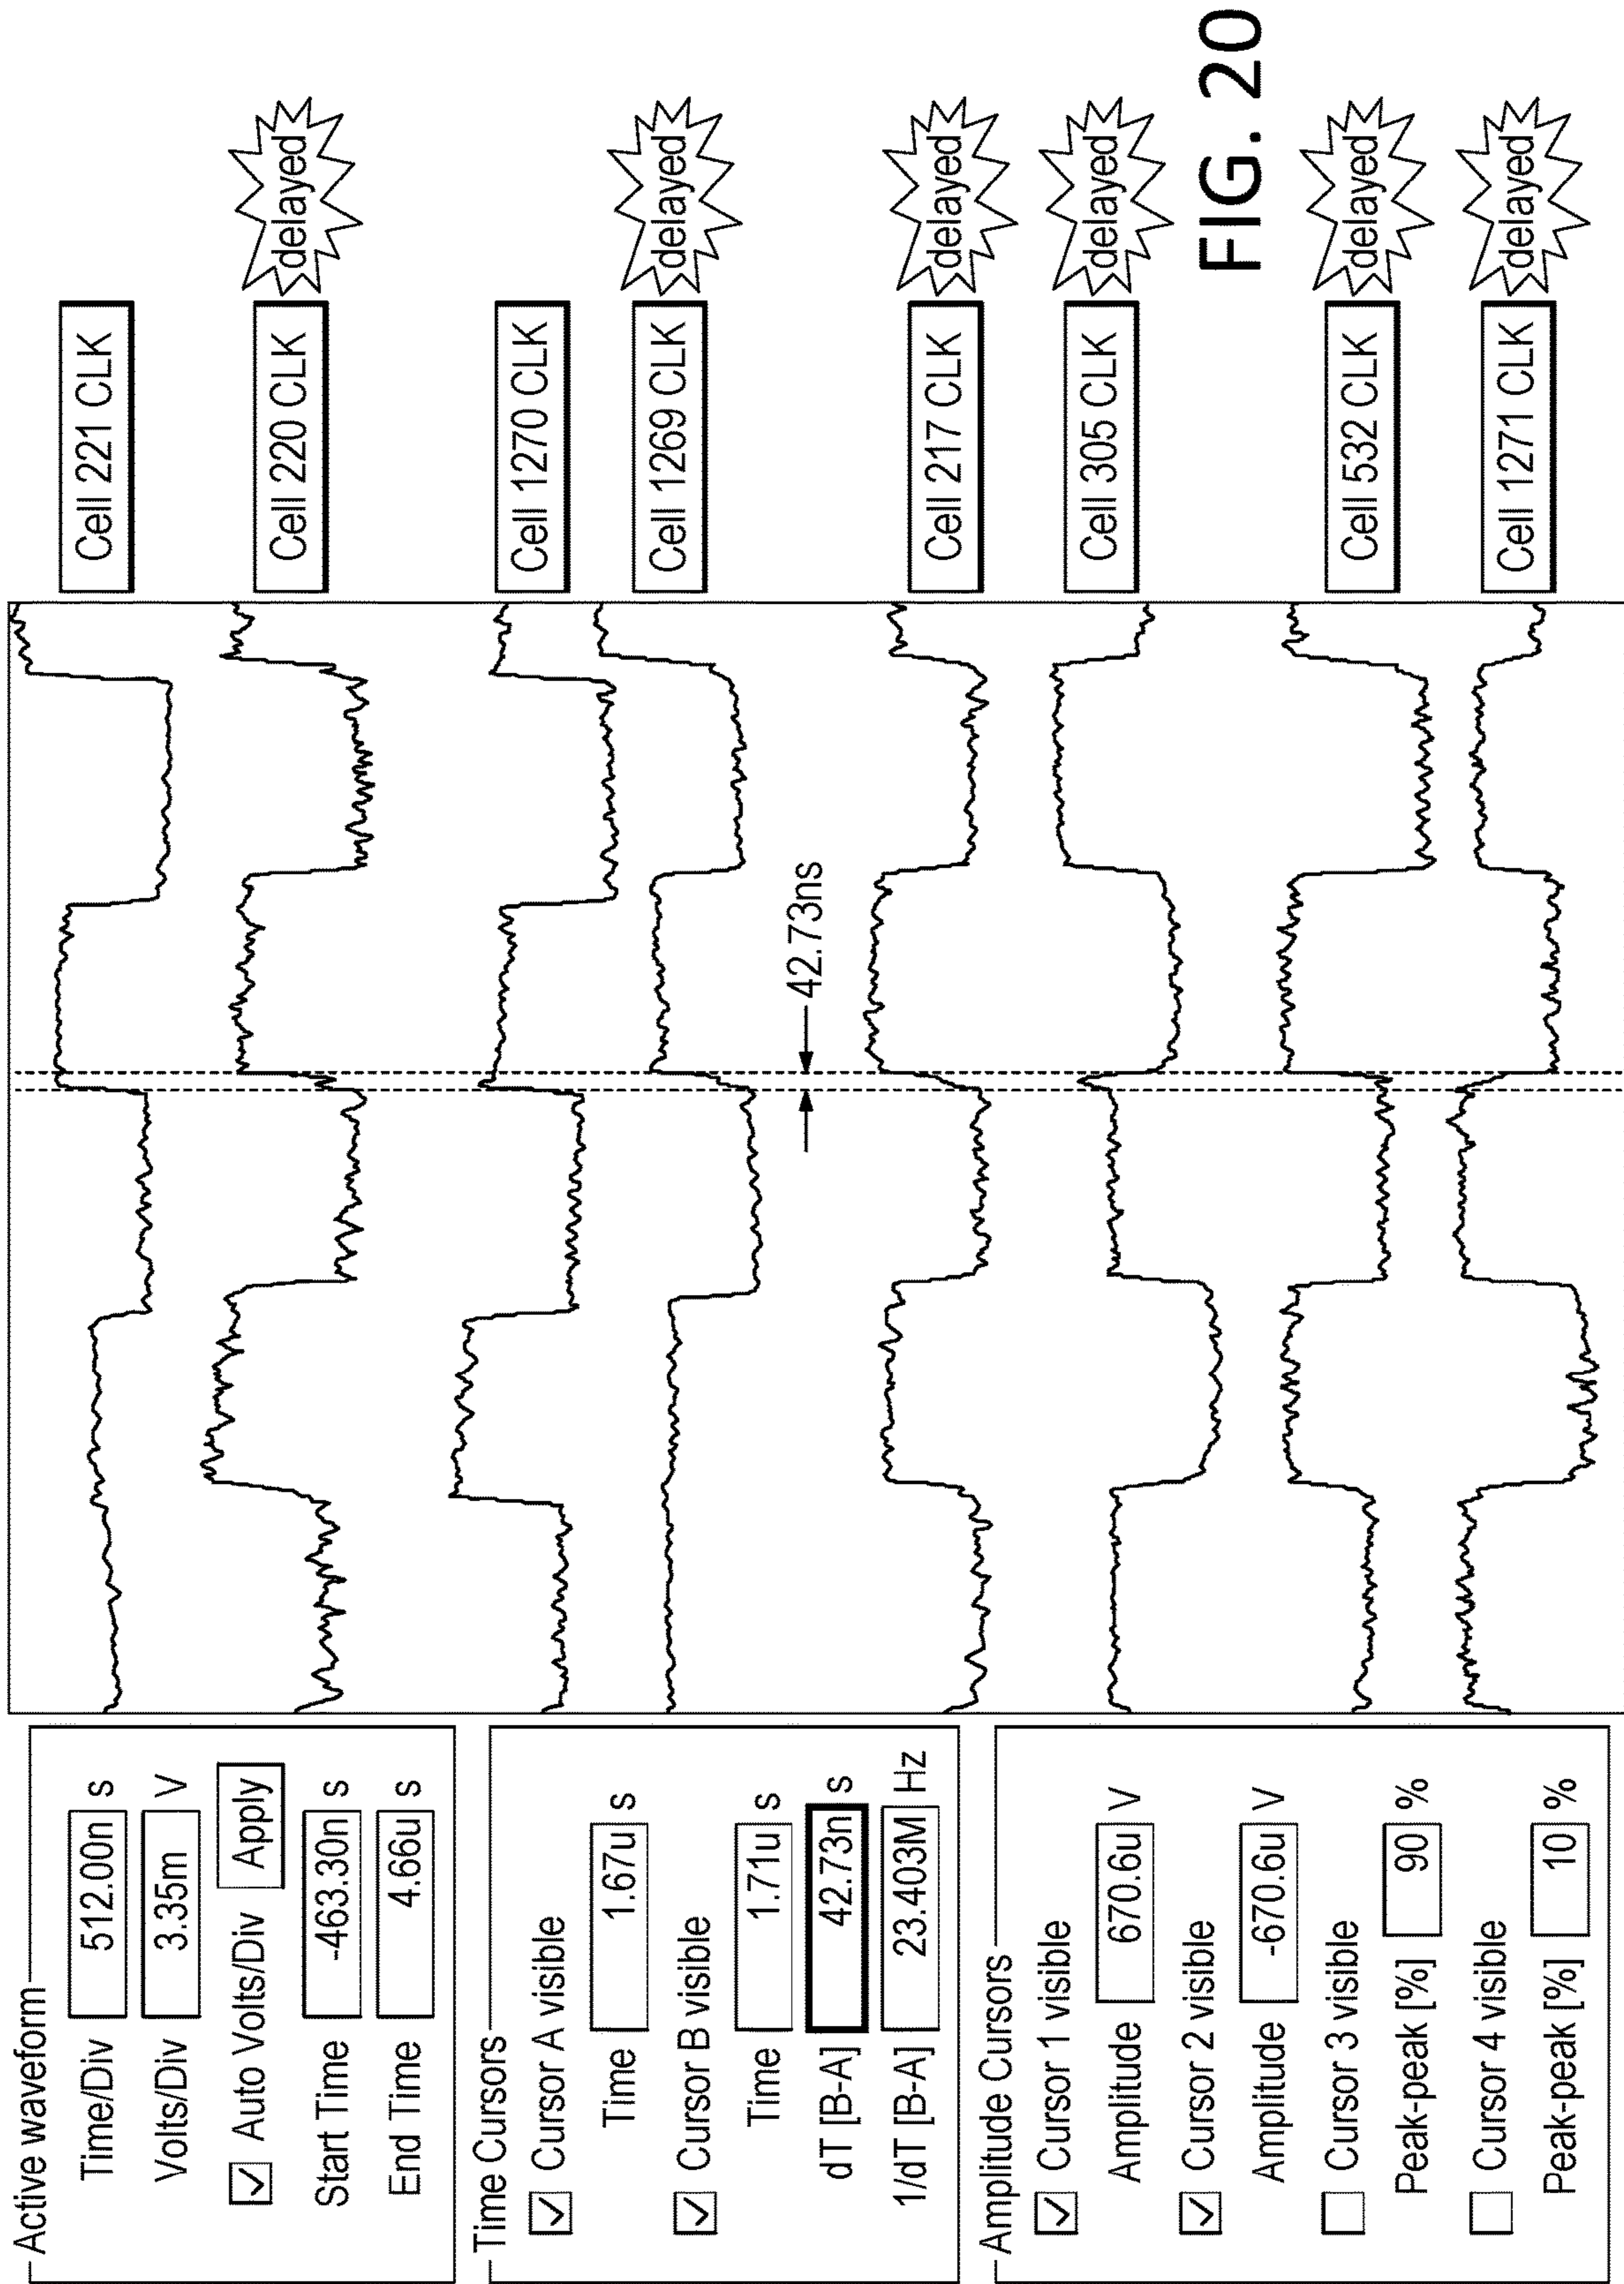 Active waveform
Time/Div 512.00n s
Volts/Div 3.35m V
Auto Volts/Div Apply
Start Time -463.30n s
End Time 4.66u s
Time Cursors
Cursor A visible
Time 1.67u s
Cursor B visible
Time 1.71u s
dT [B-A] 42.73n s
1/dT [B-A] 23.403M Hz
Amplitude Cursors
Cursor 1 visible
Amplitude 670.6u V
Cursor 2 visible
Amplitude -670.6u V
Cursor 3 visible
Peak-peak [%] 90 %
Cursor 4 visible
Peak-peak [%] 10 %
42.73ns
Cell 221 CLK
Cell 220 CLK delayed
Cell 1270 CLK
Cell 1269 CLK delayed
Cell 217 CLK delayed
Cell 305 CLK delayed
Cell 532 CLK delayed
Cell 1271 CLK delayed
FIG. 20